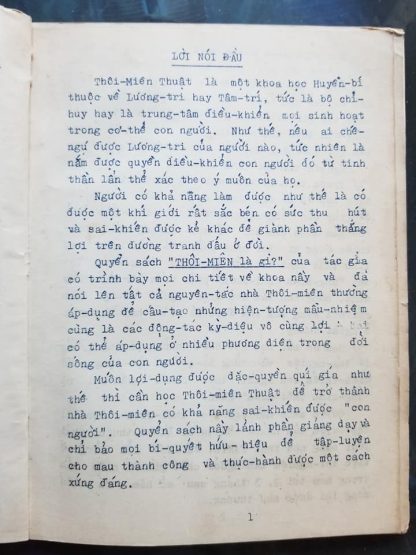 LỜI NÓI ĐẦU
Thôi-Miên Thuật là một khoa học Huyền-bí
thuộc về Lương-tri hay Tâm-trí, tức là bộ chỉ-
huy hay là trung-tâm điều-khiển mọi sinh hoạt
trong cơ-thể con người. Như thế, nếu ai chế-
ngự được Lương-tri của người nào, tức nhiên là
nắm được quyền điều-khiển con người đó từ tinh
thần lẫn thể xác theo ý muốn của họ.
Người có khả năng làm được như thế là có
được một khí giới rất sắc bén có sức thu hút
và sai-khiến được kẻ khác để giành phần thắng
lợi trên đường tranh đấu ở đời.
Quyển sách "THÔI-MIÊN là gì?" của tác giả
có trình bày mọi chi tiết về khoa nầy và đả
nói lên tất cả nguyên-tắc nhà Thôi-miên thường
áp-dụng để cấu-tạo những hiện-tượng mầu-nhiệm
cùng là các động-tác kỳ-diệu vô cùng lợi hại
có thể áp-dụng ở nhiều phương diện trong đời
sống của con người.
Muốn lợi-dụng được đặc-quyền quí giá như
thế thì cần học Thôi-miên Thuật để trở thành
nhà Thôi-miên có khả năng sai-khiến được "con
người". Quyển sách nầy lảnh phần giảng dạy và
chỉ bảo mọi bí-quyết hửu-hiệu để tập-luyện
cho mau thành công và thực-hành được một cách
xứng đáng.
1